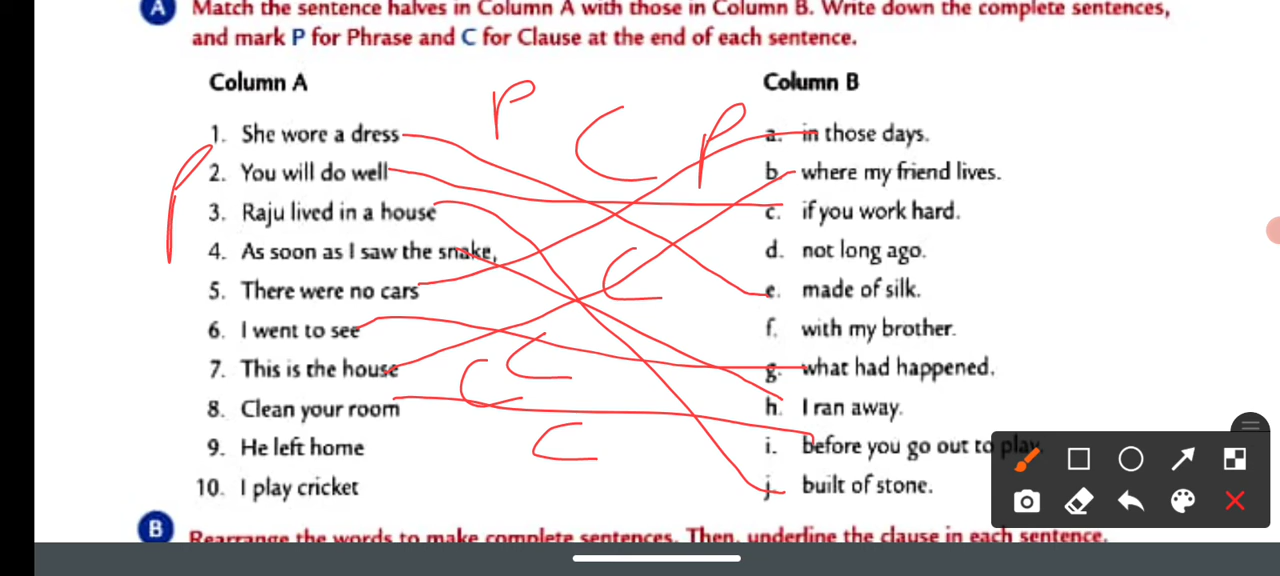 A Match the sentence halves in Column A with those in Column B. Write down the complete sentences,
and mark P for Phrase and C for Clause at the end of each sentence.
Column A Column B
1. She wore a dress a. in those days.
2. You will do well b. where my friend lives.
3. Raju lived in a house c. if you work hard.
4. As soon as I saw the snake, d. not long ago.
5. There were no cars e. made of silk.
6. I went to see f. with my brother.
7. This is the house g. what had happened.
8. Clean your room h. I ran away.
9. He left home i. before you go out to play.
10. I play cricket j. built of stone.
B Rearrange the words to make complete sentences. Then, underline the clause in each sentence.
P
C
P
P
C
C
C
C